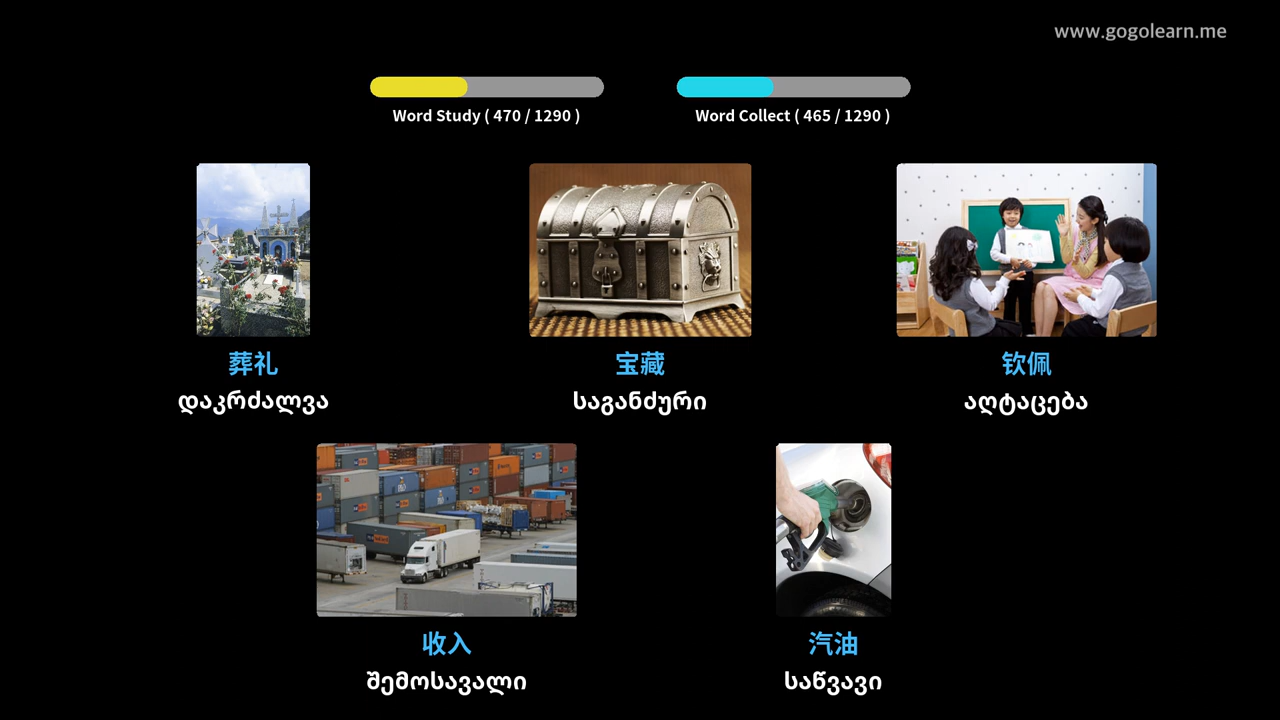 www.gogolearn.me
Word Study ( 470 / 1290 )
Word Collect ( 465 / 1290 )
葬礼
დაკრძალვა
宝藏
საგანძური
钦佩
აღტაცება
收入
შემოსავალი
汽油
საწვავი